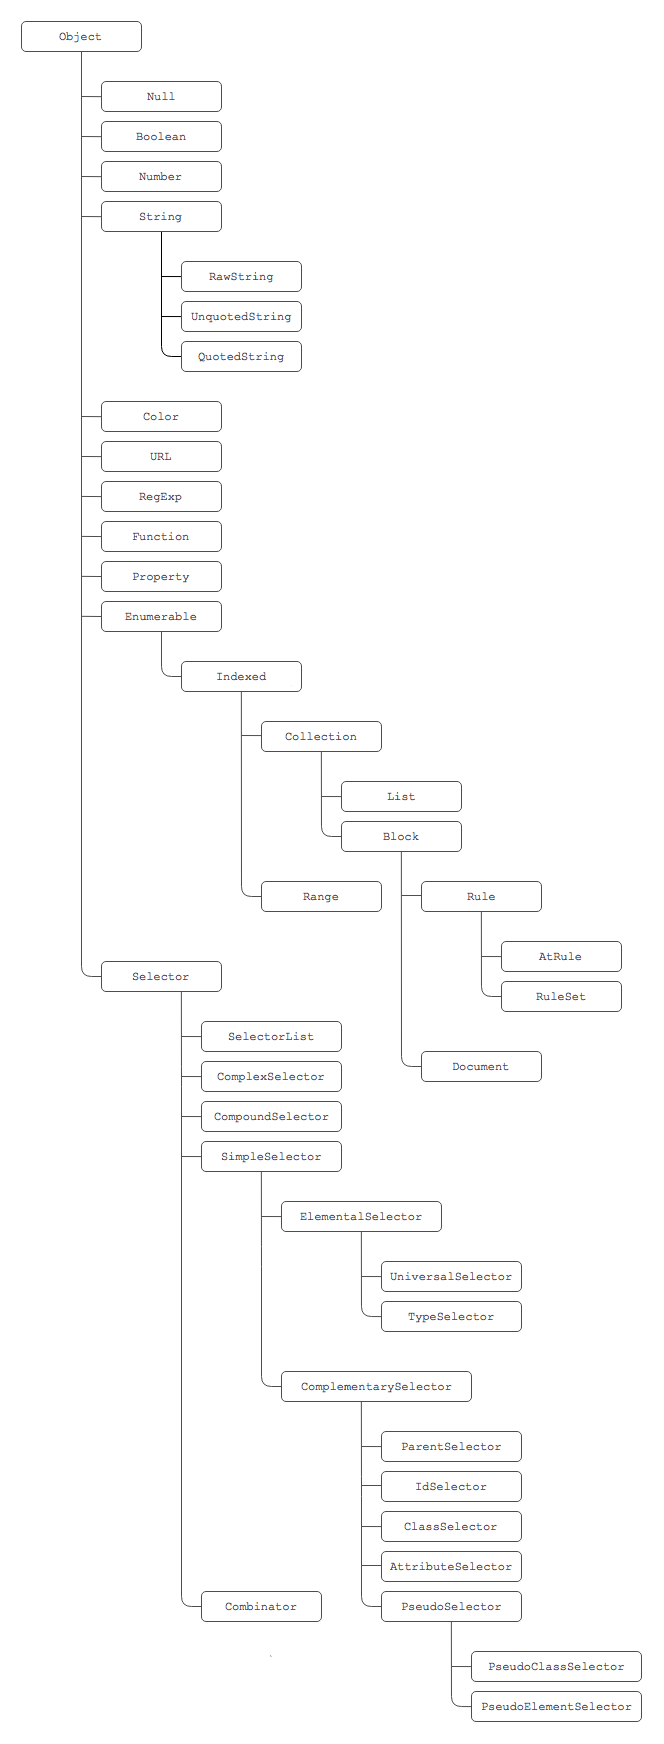 Object
Null
Boolean
Number
String
RawString
UnquotedString
QuotedString
Color
URL
RegExp
Function
Property
Enumerable
Indexed
Collection
List
Block
Range
Rule
AtRule
Selector
RuleSet
SelectorList
Document
ComplexSelector
CompoundSelector
SimpleSelector
ElementalSelector
UniversalSelector
TypeSelector
ComplementarySelector
ParentSelector
IdSelector
ClassSelector
AttributeSelector
Combinator
PseudoSelector
PseudoClassSelector
PseudoElementSelector